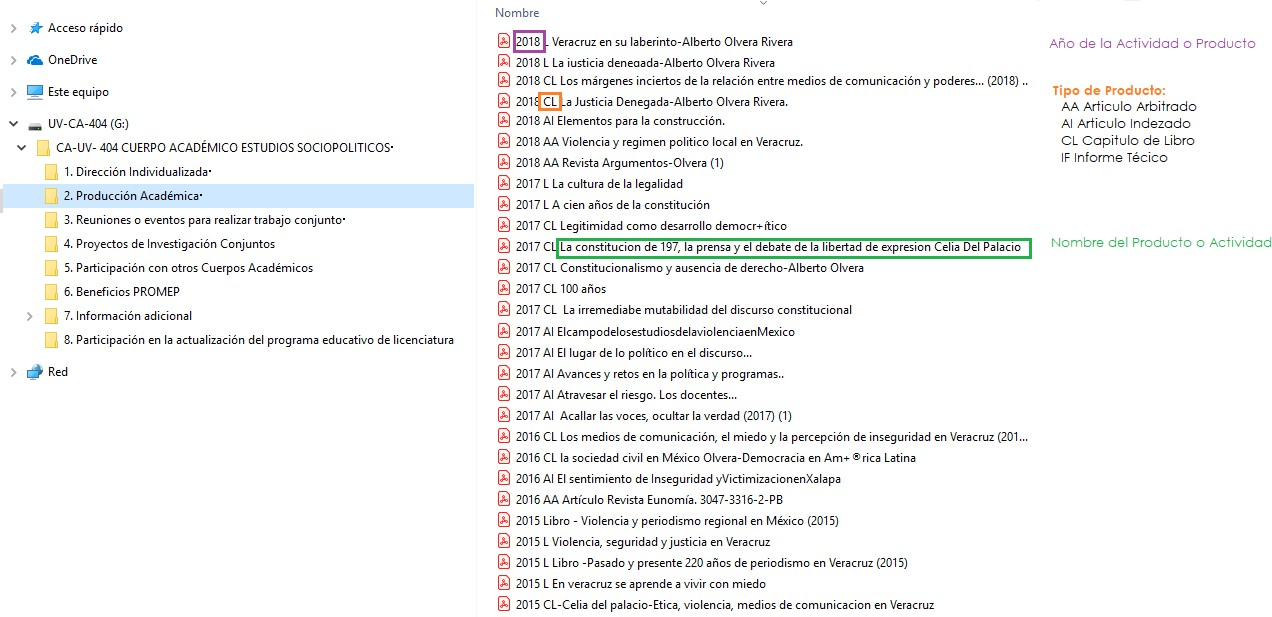 Acceso rápido
OneDrive
Este equipo
UV-CA-404 (G:)
CA-UV- 404 CUERPO ACADÉMICO ESTUDIOS SOCIOPOLITICOS·
1. Dirección Individualizada·
2. Producción Académica·
3. Reuniones o eventos para realizar trabajo conjunto·
4. Proyectos de Investigación Conjuntos
5. Participación con otros Cuerpos Académicos
6. Beneficios PROMEP
7. Información adicional
8. Participación en la actualización del programa educativo de licenciatura
Red
Nombre
2018 L Veracruz en su laberinto-Alberto Olvera Rivera
2018 L La justicia denegada-Alberto Olvera Rivera
2018 CL Los márgenes inciertos de la relación entre medios de comunicación y poderes... (2018) ..
2018 CL La Justicia Denegada-Alberto Olvera Rivera.
2018 AI Elementos para la construcción.
2018 AA Violencia y regimen politico local en Veracruz.
2018 AA Revista Argumentos-Olvera (1)
2017 L La cultura de la legalidad
2017 L A cien años de la constitución
2017 CL Legitimidad como desarrollo democr+ítico
2017 CL La constitucion de 197, la prensa y el debate de la libertad de expresion Celia Del Palacio
2017 CL Constitucionalismo y ausencia de derecho-Alberto Olvera
2017 CL 100 años
2017 CL  La irremediabe mutabilidad del discurso constitucional
2017 AI ElcampodelosestudiosdelaviolenciaenMexico
2017 AI El lugar de lo político en el discurso...
2017 AI Avances y retos en la política y programas..
2017 AI Atravesar el riesgo. Los docentes...
2017 AI  Acallar las voces, ocultar la verdad (2017) (1)
2016 CL Los medios de comunicación, el miedo y la percepción de inseguridad en Veracruz (201...
2016 CL la sociedad civil en México Olvera-Democracia en Am+®rica Latina
2016 AI El sentimiento de Inseguridad yVictimizacionenXalapa
2016 AA Artículo Revista Eunomía. 3047-3316-2-PB
2015 Libro - Violencia y periodismo regional en México (2015)
2015 L Violencia, seguridad y justicia en Veracruz
2015 L Libro -Pasado y presente 220 años de periodismo en Veracruz (2015)
2015 L En veracruz se aprende a vivir con miedo
2015 CL-Celia del palacio-Etica, violencia, medios de comunicacion en Veracruz
Año de la Actividad o Producto
Tipo de Producto:
AA Articulo Arbitrado
AI Articulo Indezado
CL Capitulo de Libro
IF Informe Técico
Nombre del Producto o Actividad